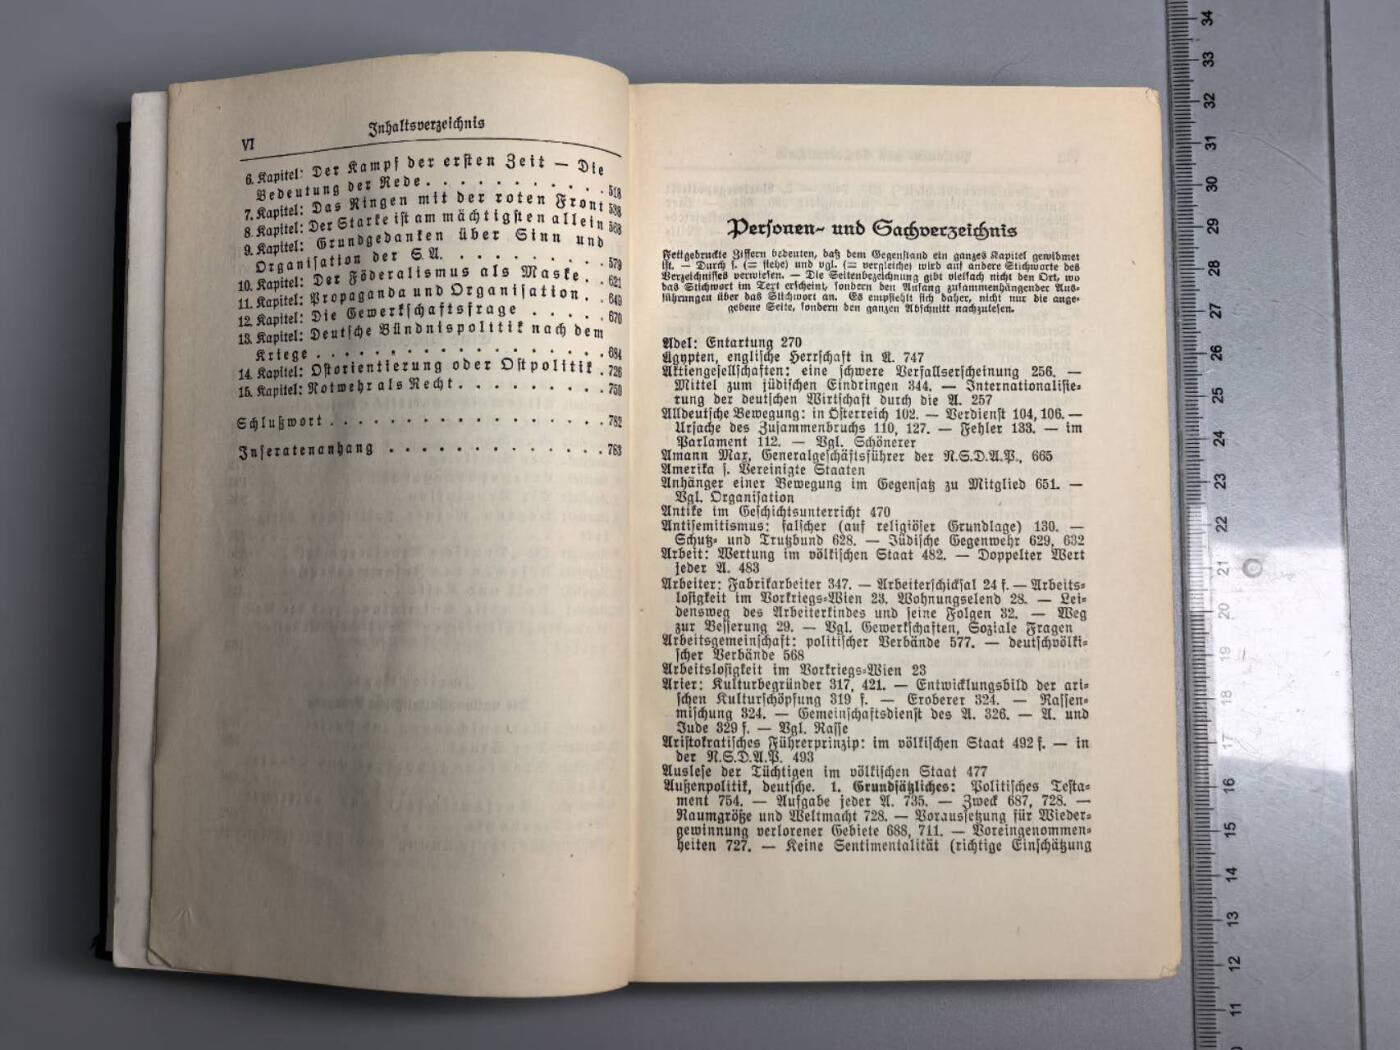 VI
Inhaltsverzeichnis
6. Kapitel: Der Kampf der ersten Zeit — Die
Bedeutung der Rede . . . . . . . . . . . 518
7. Kapitel: Das Ringen mit der roten Front 538
8. Kapitel: Der Starke ist am mächtigsten allein 568
9. Kapitel: Grundgedanken über Sinn und
Organisation der S.A. . . . . . . . . . . 579
10. Kapitel: Der Föderalismus als Maske . . 621
11. Kapitel: Propaganda und Organisation . . 649
12. Kapitel: Die Gewerkschaftsfrage . . . . . 670
13. Kapitel: Deutsche Bündnispolitik nach dem
Kriege . . . . . . . . . . . . . . . . . 684
14. Kapitel: Ostorientierung oder Ostpolitik . 726
15. Kapitel: Notwehr als Recht . . . . . . . . . 759
Schlußwort . . . . . . . . . . . . . . . . . 782
Inseratenanhang . . . . . . . . . . . . . 783
Personen- und Sachverzeichnis
Fettgedruckte Ziffern bedeuten, daß dem Gegenstand ein ganzes Kapitel gewidmet
ist. — Durch s. (= siehe) und vgl. (= vergleiche) wird auf andere Stichworte des
Verzeichnisses verwiesen. — Die Seitenbezeichnung gibt vielfach nicht den Ort, wo
das Stichwort im Text erscheint, sondern den Anfang zusammenhängender Aus-
führungen über das Stichwort an. Es empfiehlt sich daher, nicht nur die ange-
gebene Seite, sondern den ganzen Abschnitt nachzulesen.
Adel: Entartung 270
Ägypten, englische Herrschaft in Ä. 747
Aktiengesellschaften: eine schwere Verfallserscheinung 256. —
Mittel zum jüdischen Eindringen 344. — Internationalisie-
rung der deutschen Wirtschaft durch die A. 257
Alldeutsche Bewegung: in Österreich 102. — Verdienst 104, 106. —
Ursache des Zusammenbruchs 110, 127. — Fehler 133. — im
Parlament 112. — Vgl. Schönerer
Amann Max, Generalgeschäftsführer der N.S.D.A.P., 665
Amerika s. Vereinigte Staaten
Anhänger einer Bewegung im Gegensatz zu Mitglied 651. —
Vgl. Organisation
Antike im Geschichtsunterricht 470
Antisemitismus: falscher (auf religiöser Grundlage) 130. —
Schutz- und Trutzbund 628. — Jüdische Gegenwehr 629, 632
Arbeit: Wertung im völkischen Staat 482. — Doppelter Wert
jeder A. 483
Arbeiter: Fabrikarbeiter 347. — Arbeiterschicksal 24 f. — Arbeits-
losigkeit im Vorkriegs-Wien 23. Wohnungselend 28. — Lei-
densweg des Arbeiterkindes und seine Folgen 32. — Weg
zur Besserung 29. — Vgl. Gewerkschaften, Soziale Fragen
Arbeitsgemeinschaft: politischer Verbände 577. — deutschvölki-
scher Verbände 568
Arbeitslosigkeit im Vorkriegs-Wien 23
Arier: Kulturbegründer 317, 421. — Entwicklungsbild der ari-
schen Kulturschöpfung 319 f. — Eroberer 324. — Rassen-
mischung 324. — Gemeinschaftsdienst des A. 326. — A. und
Jude 329 f. — Vgl. Rasse
Aristokratisches Führerprinzip: im völkischen Staat 492 f. — in
der N.S.D.A.P. 493
Auslese der Tüchtigen im völkischen Staat 477
Außenpolitik, deutsche. 1. Grundsätzliches: Politisches Testa-
ment 754. — Aufgabe jeder A. 735. — Zweck 687, 728. —
Raumgröße und Weltmacht 728. — Voraussetzung für Wieder-
gewinnung verlorener Gebiete 688, 711. — Voreingenommen-
heiten 727. — Keine Sentimentalität (richtige Einschätzung
34
33
32
31
30
29
28
27
26
25
24
23
22
21
20
19
18
17
16
15
14
13
12
11